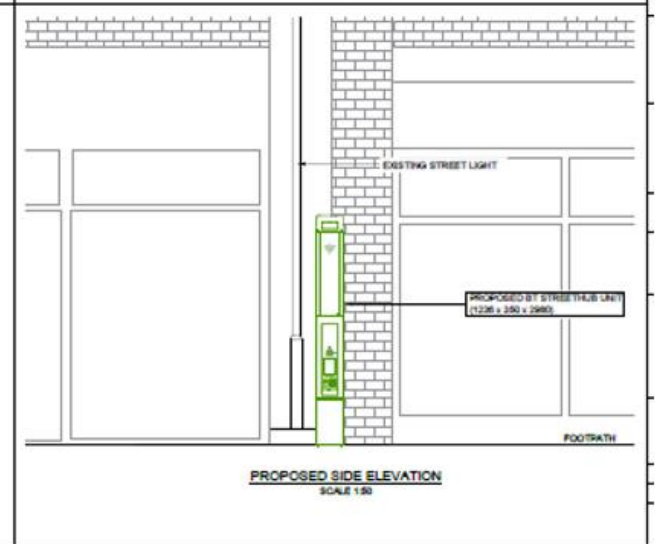 EXISTING STREET LIGHT
PROPOSED BT STREETHUB UNIT
(1236 x 350 x 2980)
FOOTPATH
PROPOSED SIDE ELEVATION
SCALE 1:50